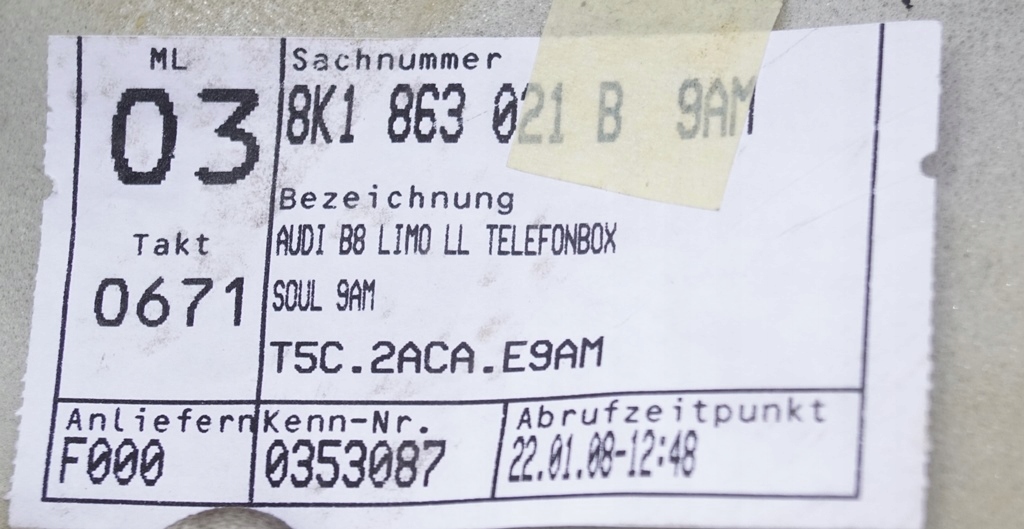 ML
03
Sachnummer
8K1 863 021 B 9AM
Bezeichnung
Takt
AUDI B8 LIMO LL TELEFONBOX
0671
SOUL 9AM
T5C.2ACA.E9AM
Anliefern
F000
Kenn-Nr.
0353087
Abrufzeitpunkt
22.01.08-12:48